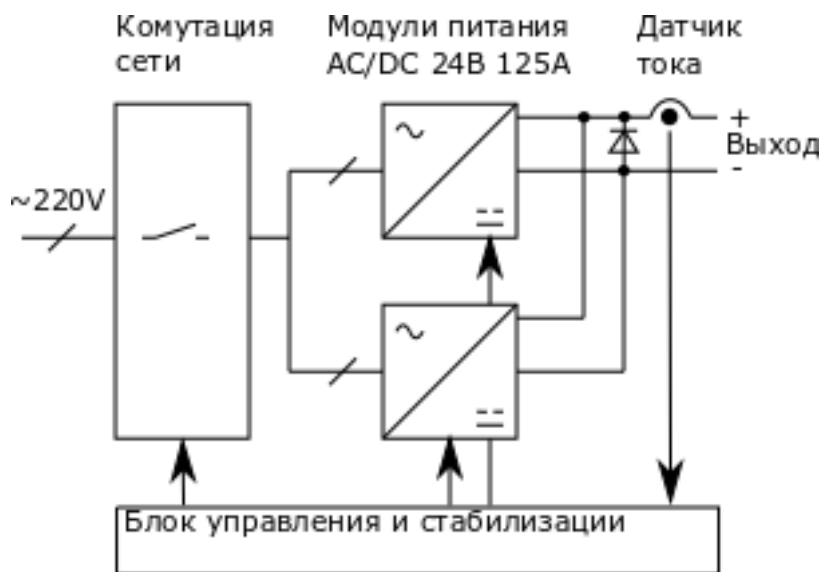 Комутация
сети
Модули питания
AC/DC 24В 125А
Датчик
тока
+
Выход
-
~220V
Блок управления и стабилизации